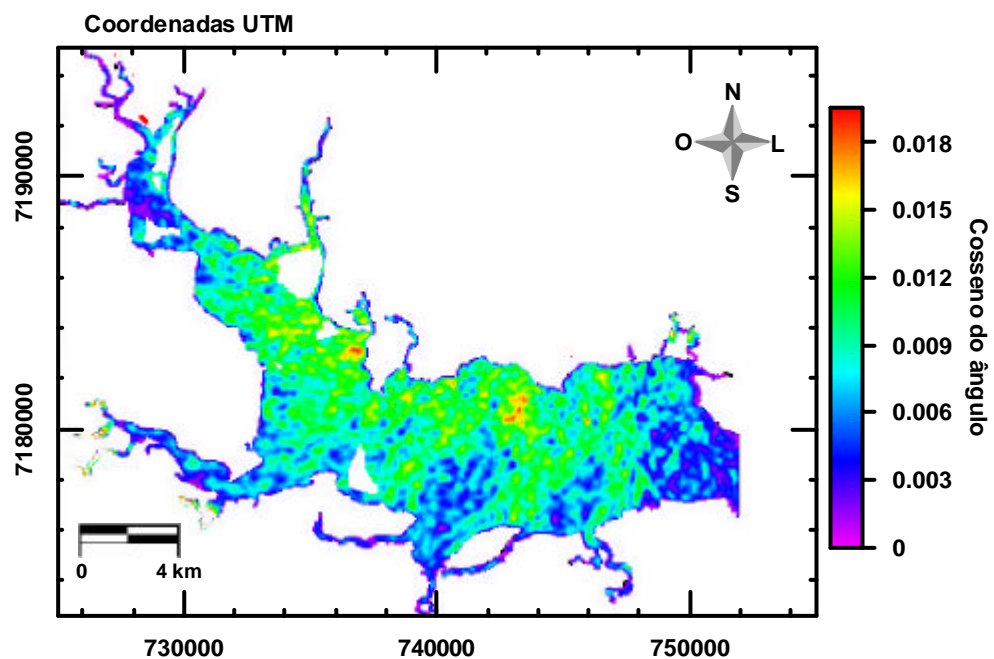 Coordenadas UTM
N
O
L
S
7190000
7180000
0
4 km
730000
740000
750000
0.018
0.015
0.012
0.009
0.006
0.003
0
Cosseno do ângulo